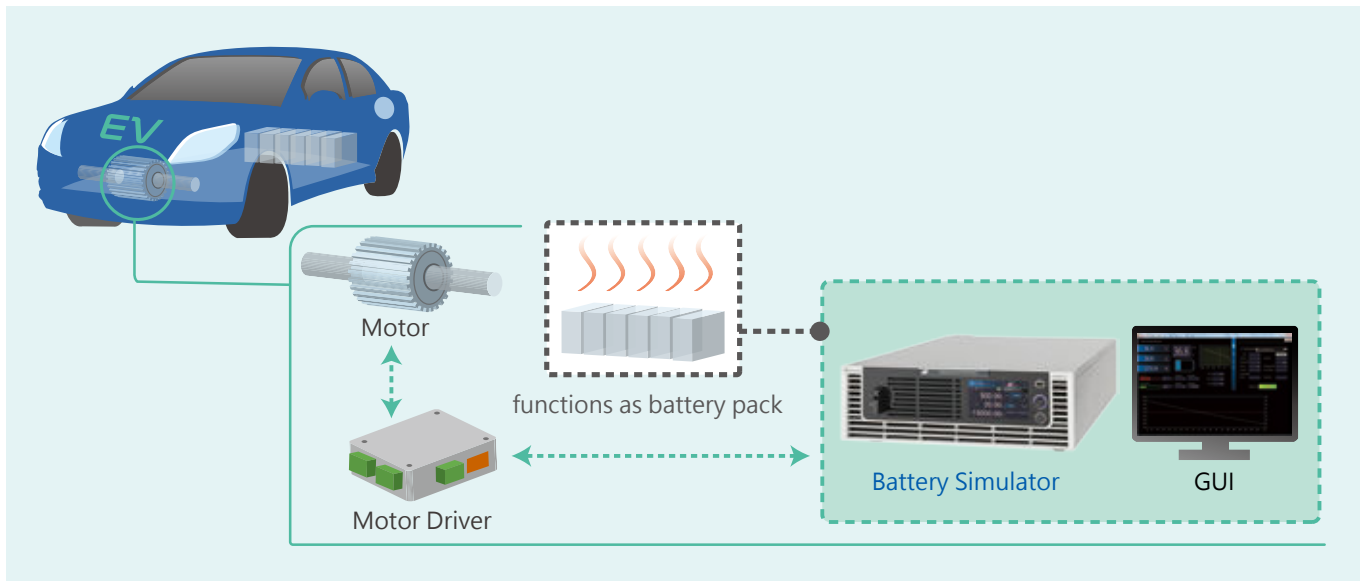 EV
Motor
functions as battery pack
Motor Driver
Battery Simulator
GUI